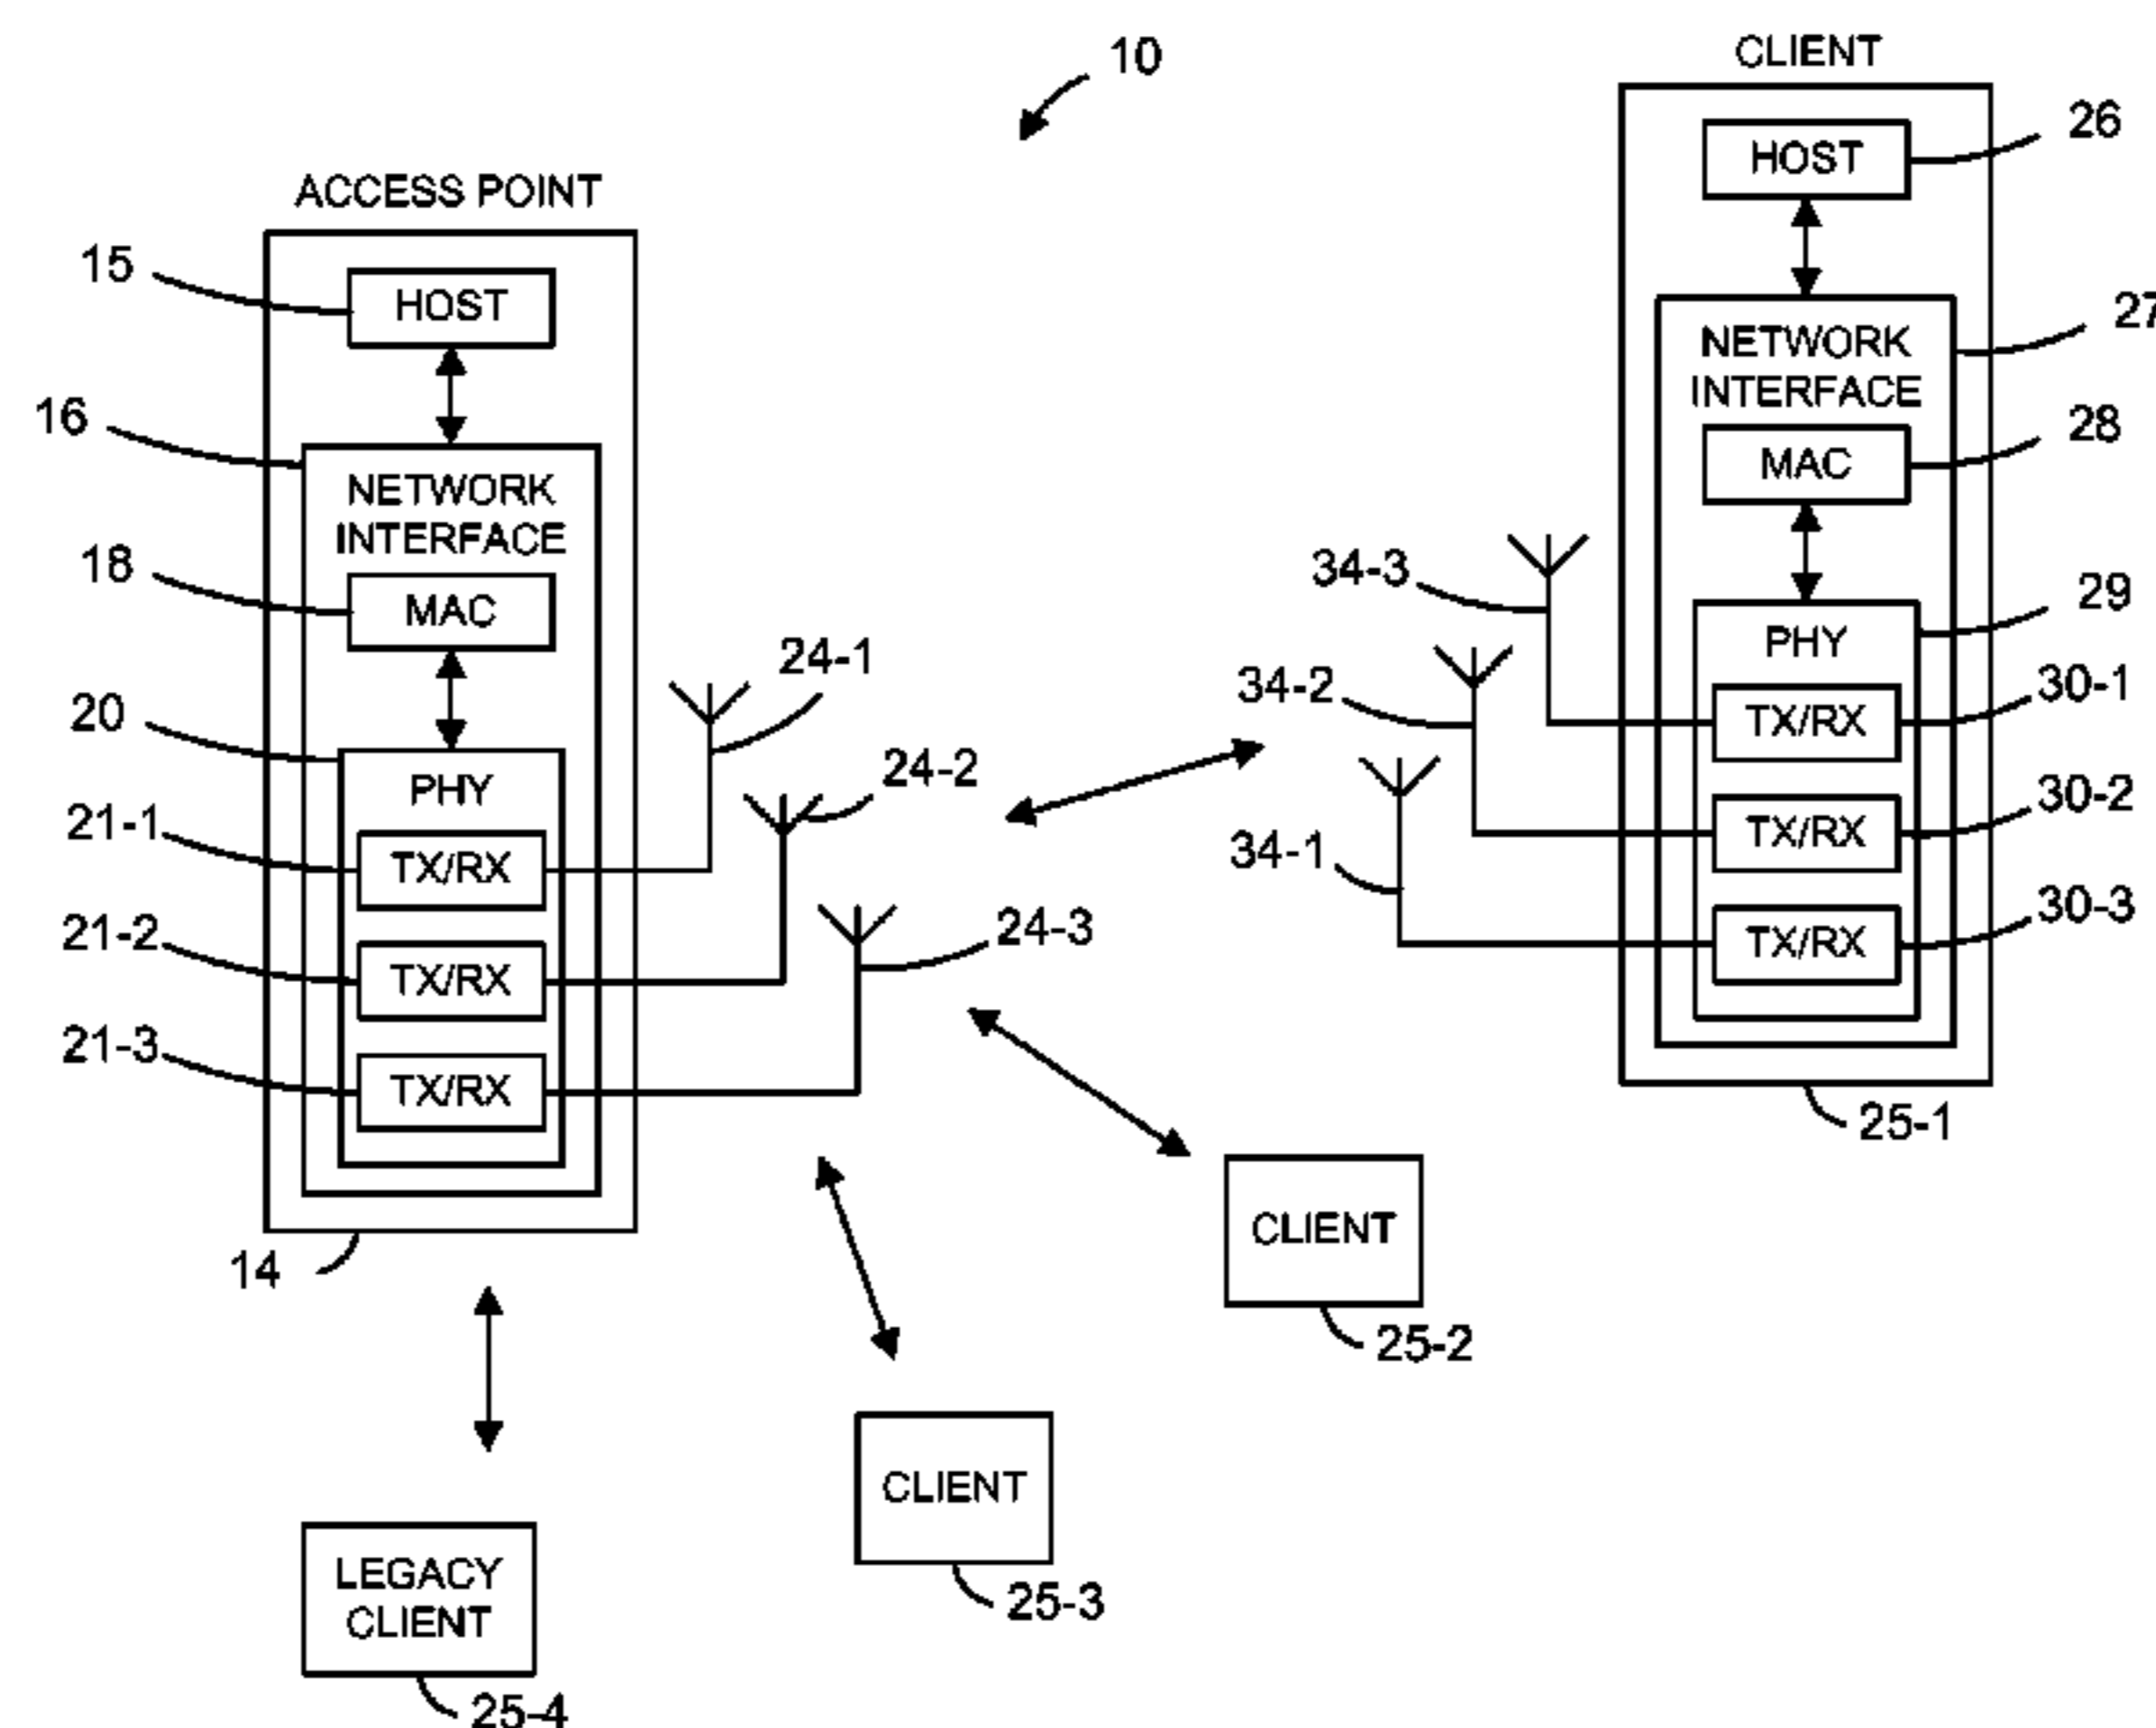 10
ACCESS POINT
15
HOST
16
NETWORK
INTERFACE
18
MAC
20
PHY
21-1
TX/RX
21-2
TX/RX
21-3
TX/RX
14
24-1
24-2
24-3
CLIENT
HOST
26
NETWORK
INTERFACE
27
MAC
28
PHY
29
TX/RX
30-1
TX/RX
30-2
TX/RX
30-3
34-3
34-2
34-1
25-1
CLIENT
25-2
CLIENT
25-3
LEGACY
CLIENT
25-4